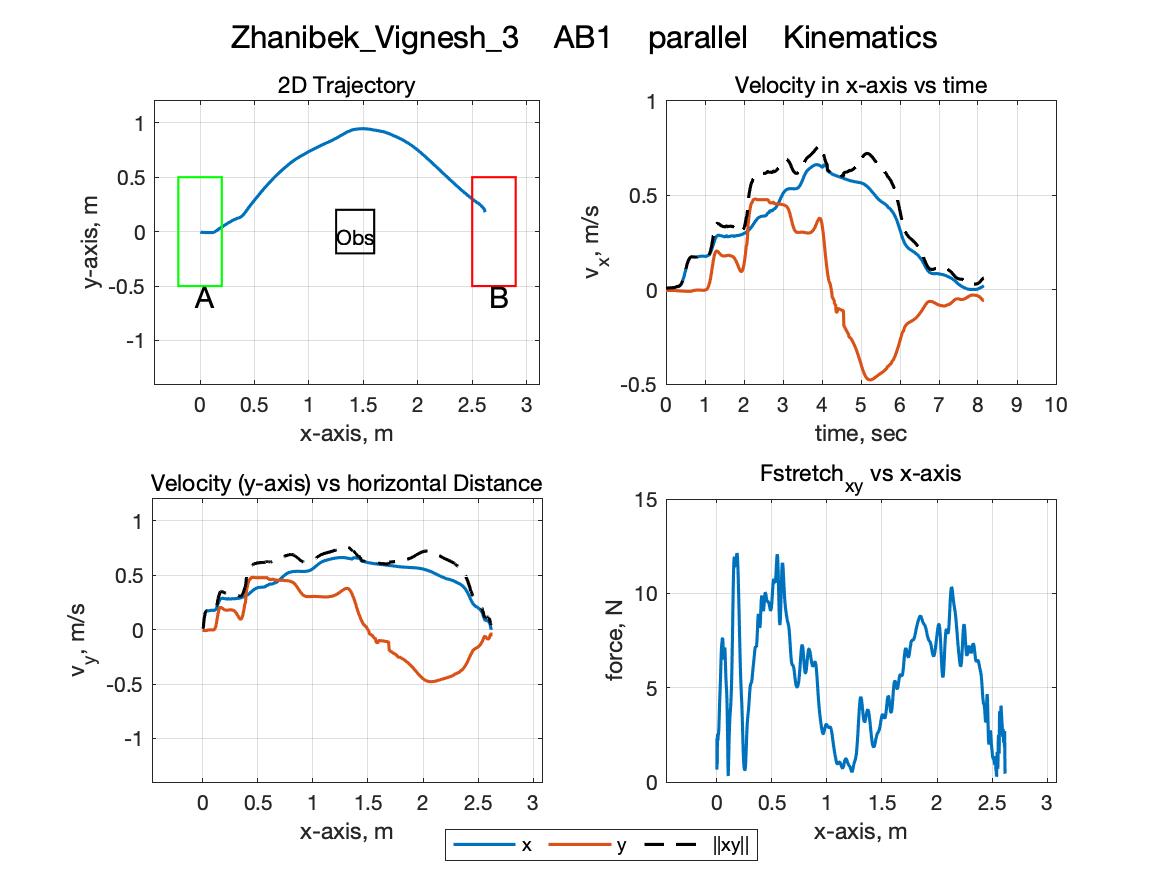 Zhanibek_Vignesh_3 AB1 parallel Kinematics
2D Trajectory
1
0.5
0
-0.5
-1
y-axis, m
A
Obs
B
0 0.5 1 1.5 2 2.5 3
x-axis, m
Velocity in x-axis vs time
1
0.5
0
-0.5
vx, m/s
0 1 2 3 4 5 6 7 8 9 10
time, sec
Velocity (y-axis) vs horizontal Distance
1
0.5
0
-0.5
-1
vy, m/s
0 0.5 1 1.5 2 2.5 3
x-axis, m
Fstretchxy vs x-axis
15
10
5
0
force, N
0 0.5 1 1.5 2 2.5 3
x-axis, m
x y ||xy||